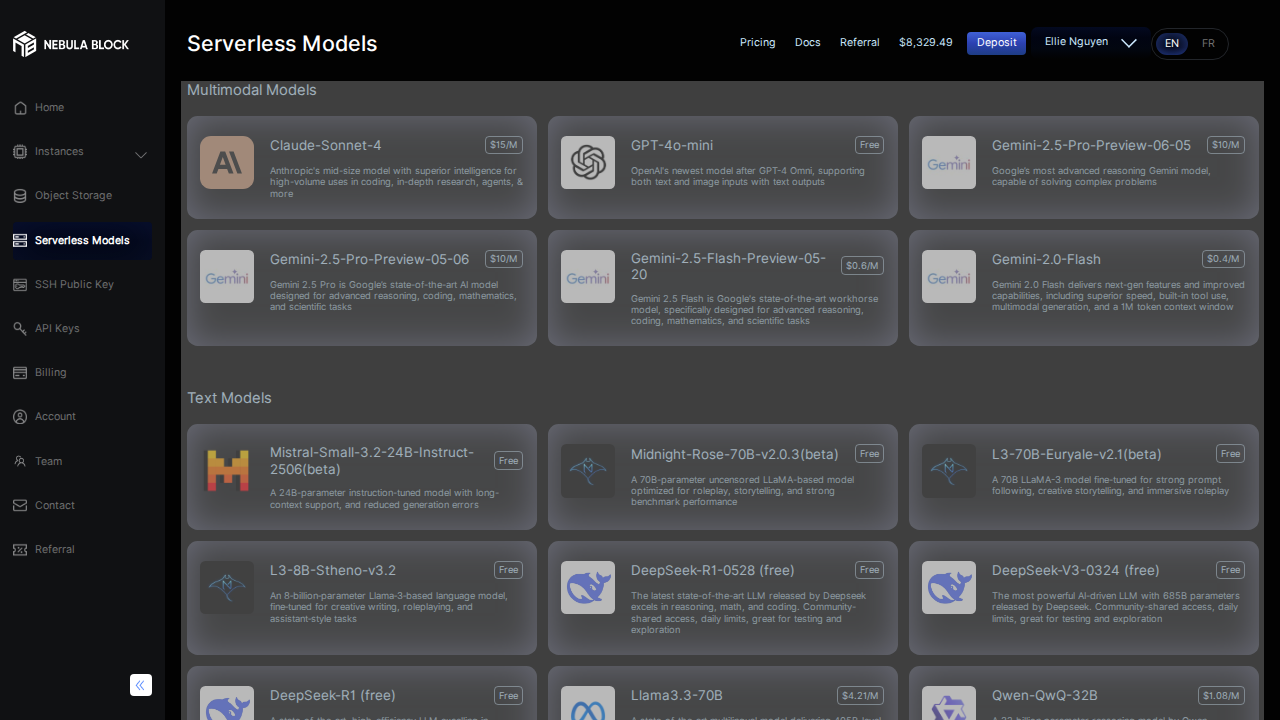 NEBULA BLOCK
Serverless Models
Pricing
Docs
Referral
$8,329.49
Deposit
Ellie Nguyen
EN
FR
Home
Instances
Object Storage
Serverless Models
SSH Public Key
API Keys
Billing
Account
Team
Contact
Referral
Multimodal Models
Claude-Sonnet-4
$15/M
Anthropic's mid-size model with superior intelligence for
high-volume uses in coding, in-depth research, agents, &
more
GPT-4o-mini
Free
OpenAI's newest model after GPT-4 Omni, supporting
both text and image inputs with text outputs
Gemini
Gemini-2.5-Pro-Preview-06-05
$10/M
Google's most advanced reasoning Gemini model,
capable of solving complex problems
Gemini
Gemini-2.5-Pro-Preview-05-06
$10/M
Gemini 2.5 Pro is Google's state-of-the-art AI model
designed for advanced reasoning, coding, mathematics,
and scientific tasks
Gemini
Gemini-2.5-Flash-Preview-05-
20
$0.6/M
Gemini 2.5 Flash is Google's state-of-the-art workhorse
model, specifically designed for advanced reasoning,
coding, mathematics, and scientific tasks
Gemini
Gemini-2.0-Flash
$0.4/M
Gemini 2.0 Flash delivers next-gen features and improved
capabilities, including superior speed, built-in tool use,
multimodal generation, and a 1M token context window
Text Models
Mistral-Small-3.2-24B-Instruct-
2506(beta)
Free
A 24B-parameter instruction-tuned model with long-
context support, and reduced generation errors
Midnight-Rose-70B-v2.0.3(beta)
Free
A 70B-parameter uncensored LLaMA-based model
optimized for roleplay, storytelling, and strong
benchmark performance
L3-70B-Euryale-v2.1(beta)
Free
A 70B LLaMA-3 model fine-tuned for strong prompt
following, creative storytelling, and immersive roleplay
L3-8B-Stheno-v3.2
Free
An 8-billion-parameter Llama-3-based language model,
fine-tuned for creative writing, roleplaying, and
assistant-style tasks
DeepSeek-R1-0528 (free)
Free
The latest state-of-the-art LLM released by Deepseek
excels in reasoning, math, and coding. Community-
shared access, daily limits, great for testing and
exploration
DeepSeek-V3-0324 (free)
Free
The most powerful AI-driven LLM with 685B parameters
released by Deepseek. Community-shared access, daily
limits, great for testing and exploration
DeepSeek-R1 (free)
Free
Llama3.3-70B
$4.21/M
Qwen-QwQ-32B
$1.08/M